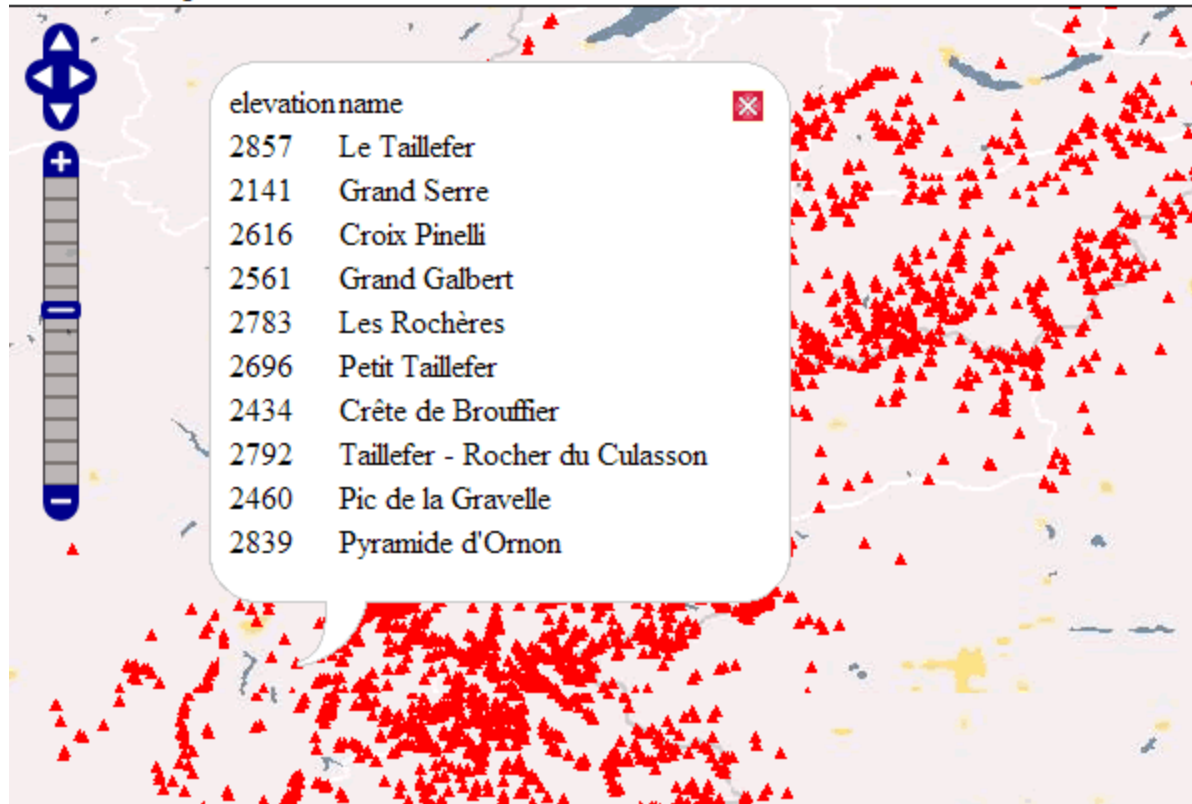 elevation name
2857 Le Taillefer
2141 Grand Serre
2616 Croix Pinelli
2561 Grand Galbert
2783 Les Rochères
2696 Petit Taillefer
2434 Crête de Brouffier
2792 Taillefer - Rocher du Culasson
2460 Pic de la Gravelle
2839 Pyramide d'Ornon